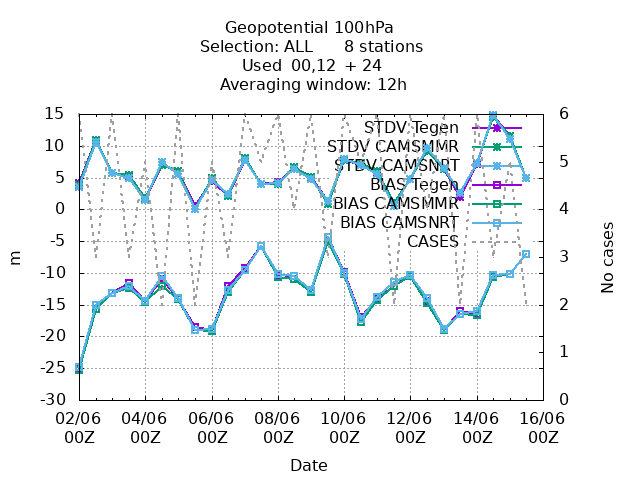 Geopotential 100hPa
Selection: ALL 8 stations
Used 00,12 + 24
Averaging window: 12h
15
10
5
0
-5
-10
-15
-20
-25
-30
m
STDV Tegen
STDV CAMSMMR
STDV CAMSNRT
BIAS Tegen
BIAS CAMSMMR
BIAS CAMSNRT
CASES
6
5
4
3
2
1
0
No cases
02/06 04/06 06/06 08/06 10/06 12/06 14/06 16/06
00Z 00Z 00Z 00Z 00Z 00Z 00Z 00Z
Date